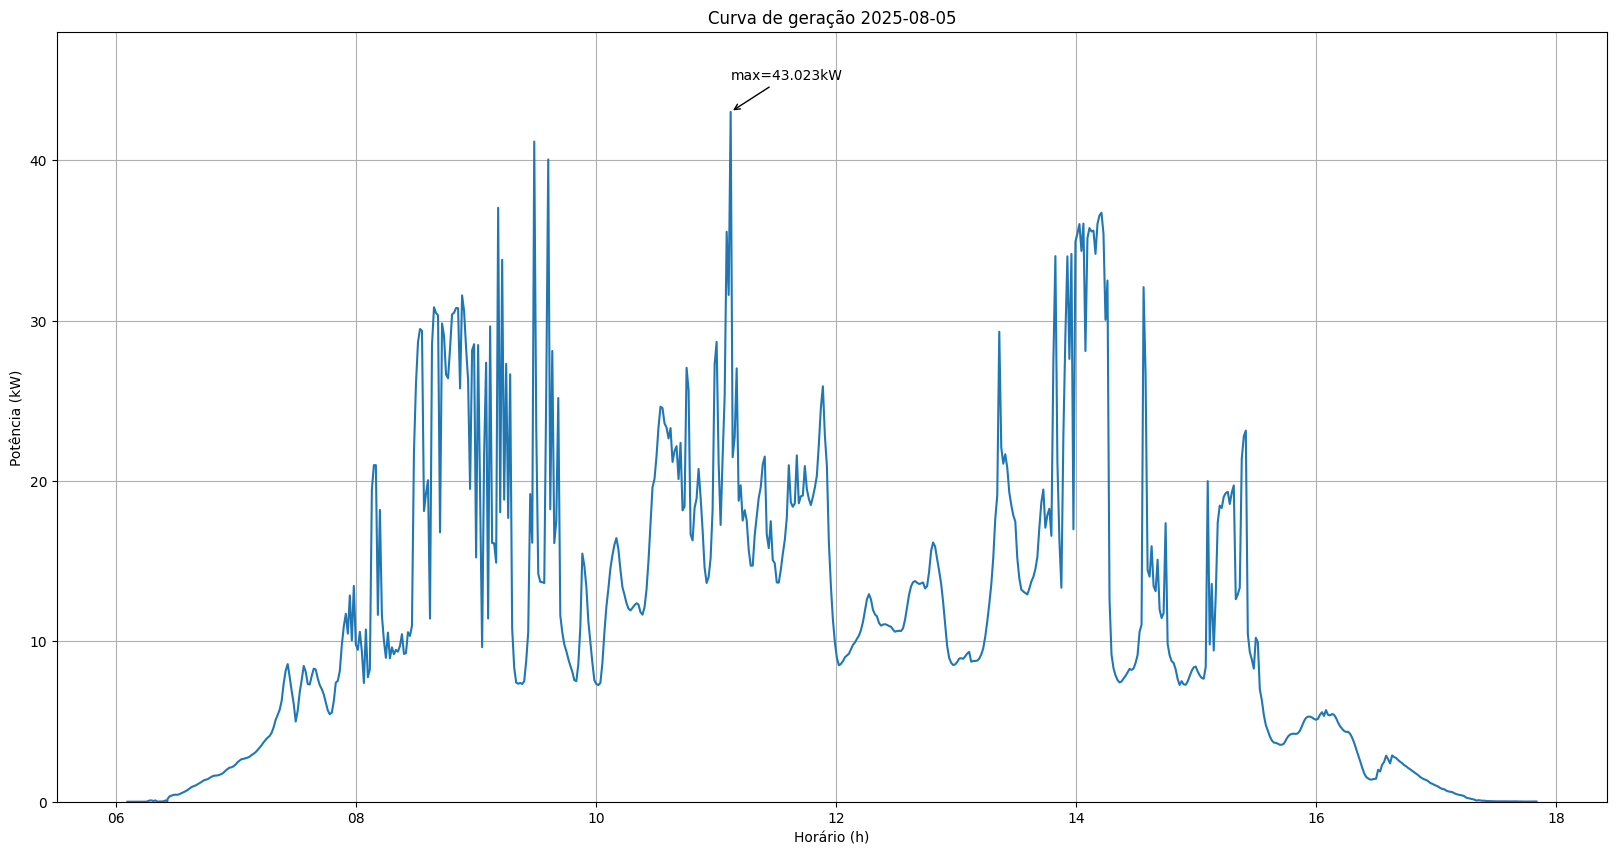 Curva de geração 2025-08-05
max=43.023kW
40
30
20
10
0
Potência (kW)
06 08 10 12 14 16 18
Horário (h)